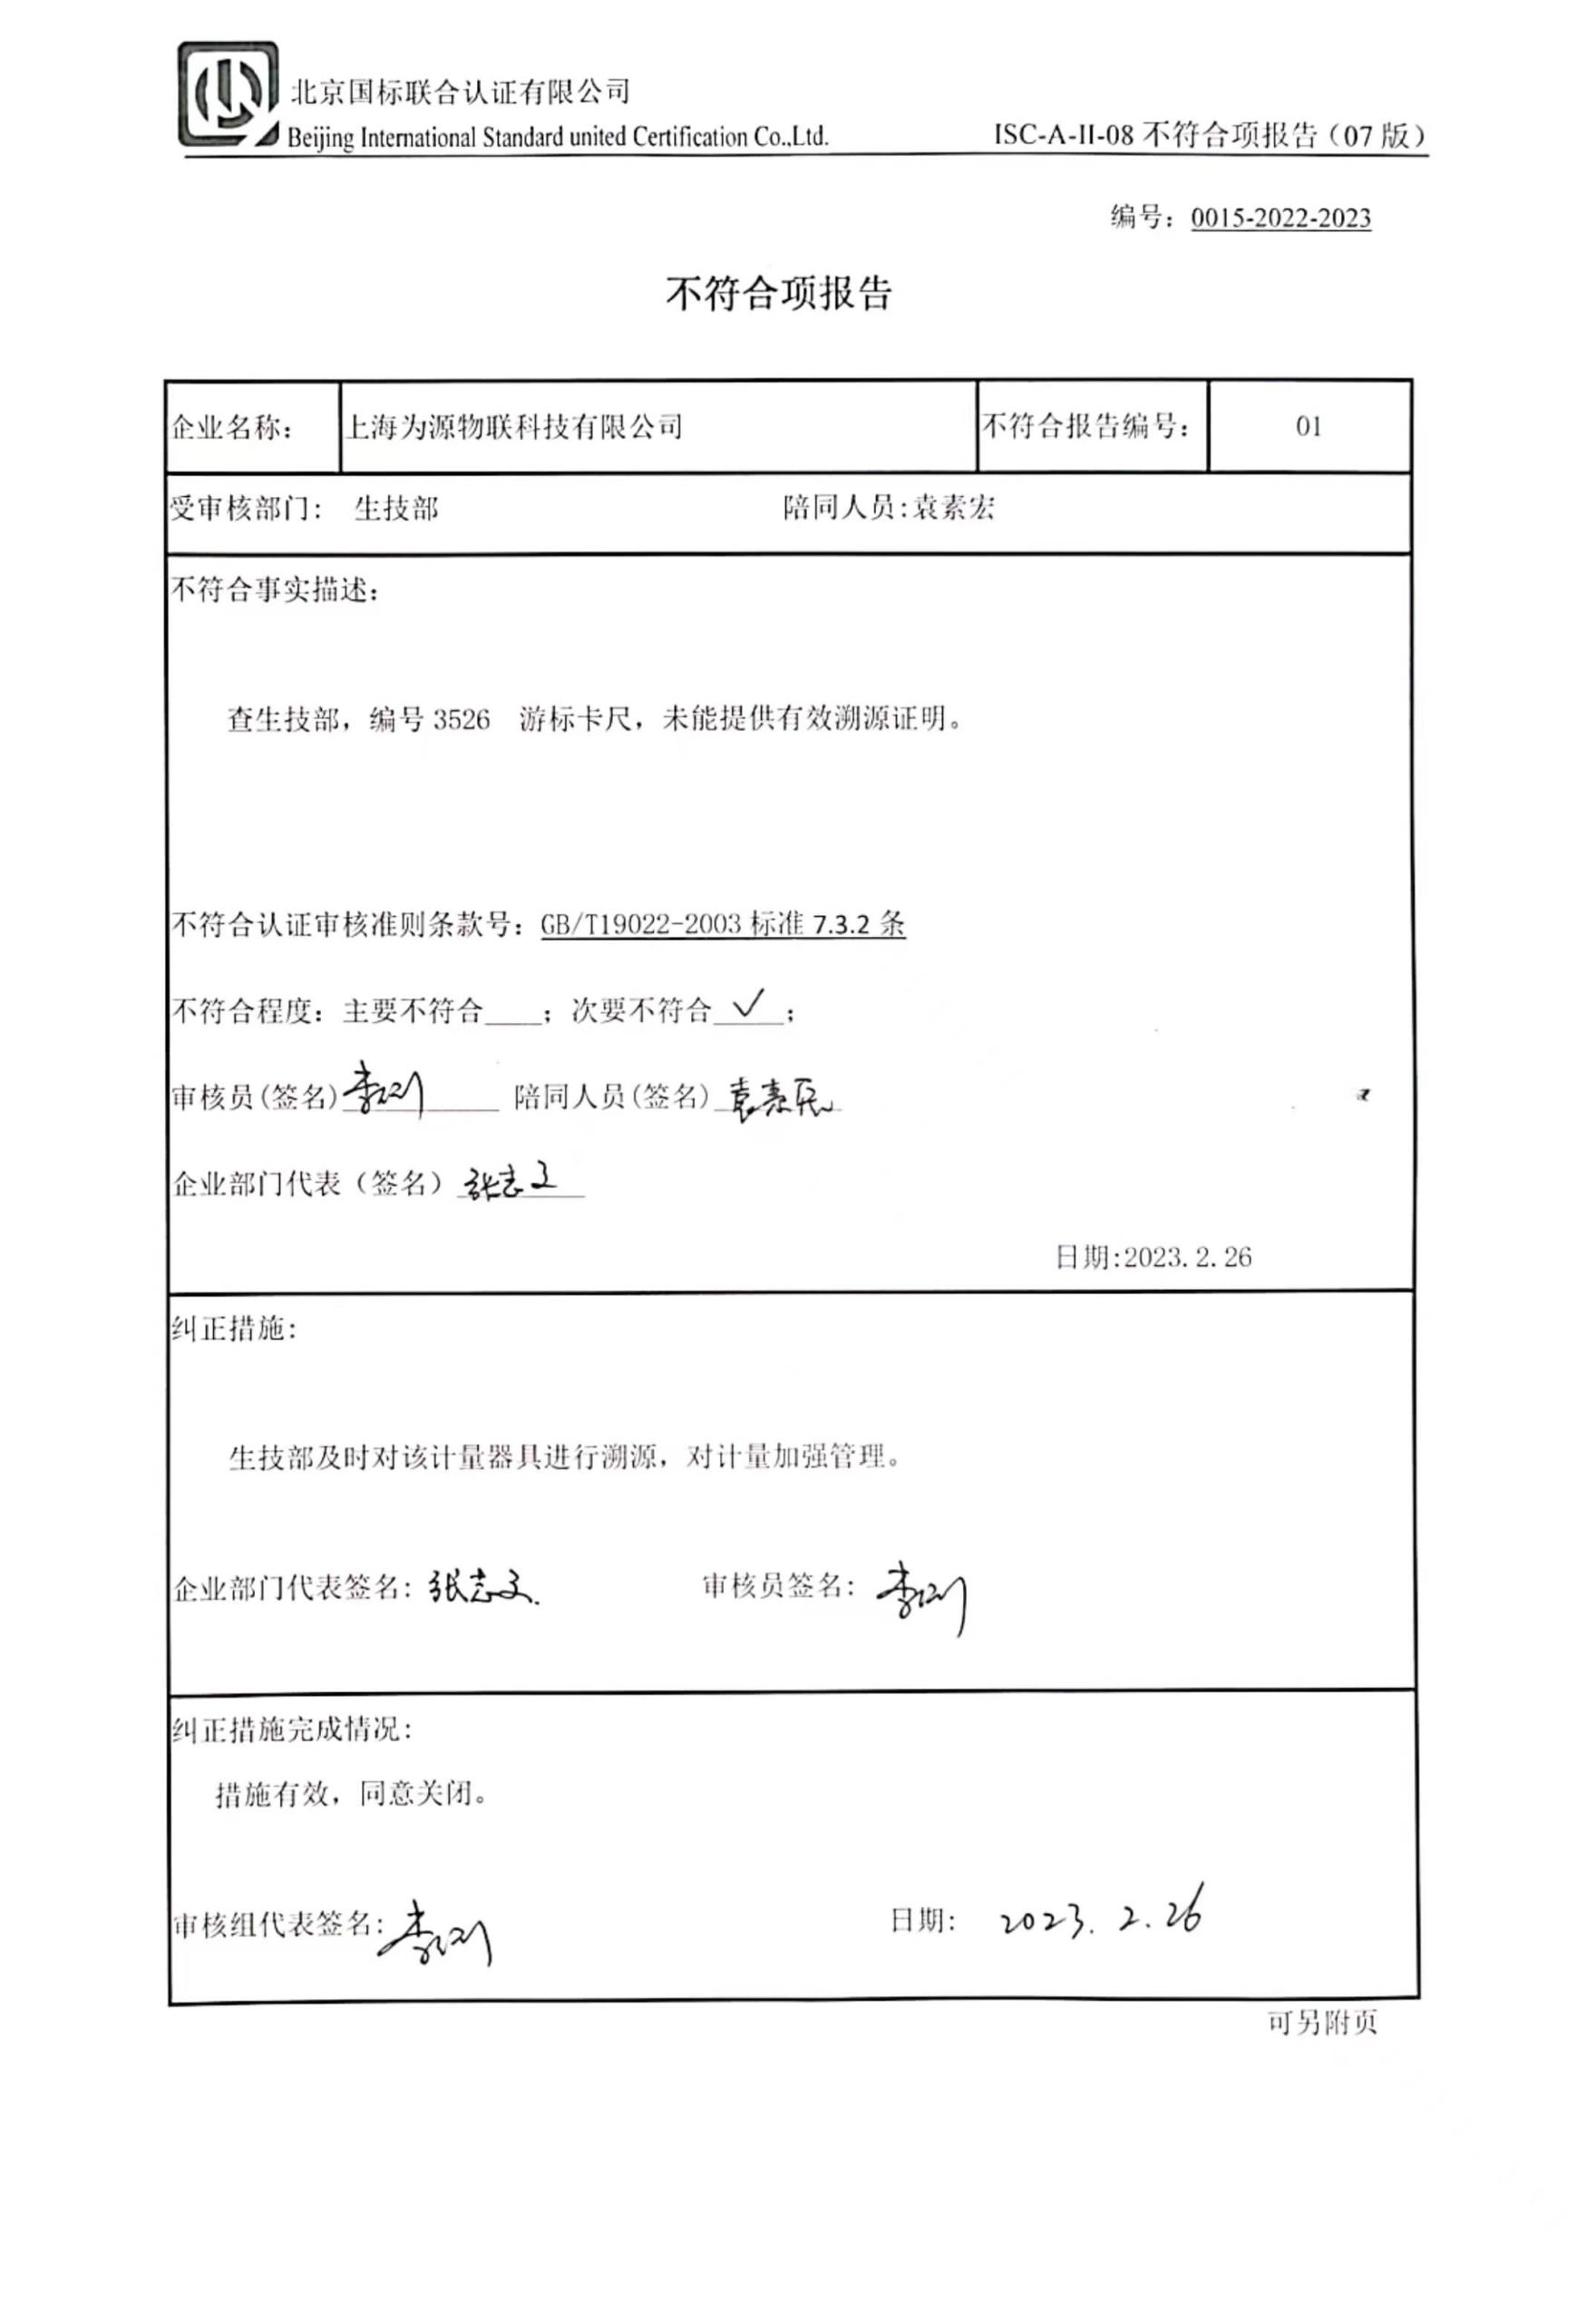 北京国标联合认证有限公司
Beijing International Standard united Certification Co.,Ltd.
ISC-A-II-08 不符合项报告（07 版）
编号：0015-2022-2023
不符合项报告
企业名称： 上海为源物联科技有限公司 不符合报告编号： 01
受审核部门： 生技部 陪同人员:袁素宏
不符合事实描述：
查生技部，编号 3526 游标卡尺，未能提供有效溯源证明。
不符合认证审核准则条款号：GB/T19022-2003 标准 7.3.2 条
不符合程度：主要不符合____；次要不符合 ✓ ；
审核员(签名) 陪同人员(签名)
企业部门代表（签名）张志文
日期:2023.2.26
纠正措施：
生技部及时对该计量器具进行溯源，对计量加强管理。
企业部门代表签名：张志文. 审核员签名：
纠正措施完成情况：
措施有效，同意关闭。
审核组代表签名： 日期： 2023.2.26
可另附页